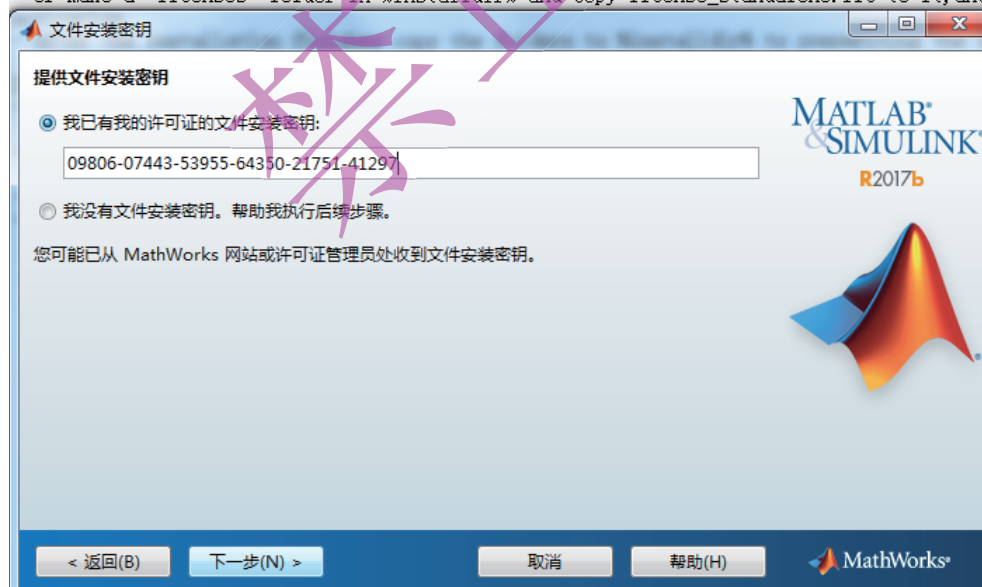 文件安装密钥
提供文件安装密钥
我已有我的许可证的文件安装密钥:
09806-07443-53955-64350-21751-41297
我没有文件安装密钥。帮助我执行后续步骤。
您可能已从 MathWorks 网站或许可证管理员处收到文件安装密钥。
MATLAB®
&SIMULINK®
R2017b
禁
< 返回(B)
下一步(N) >
取消
帮助(H)
MathWorks®